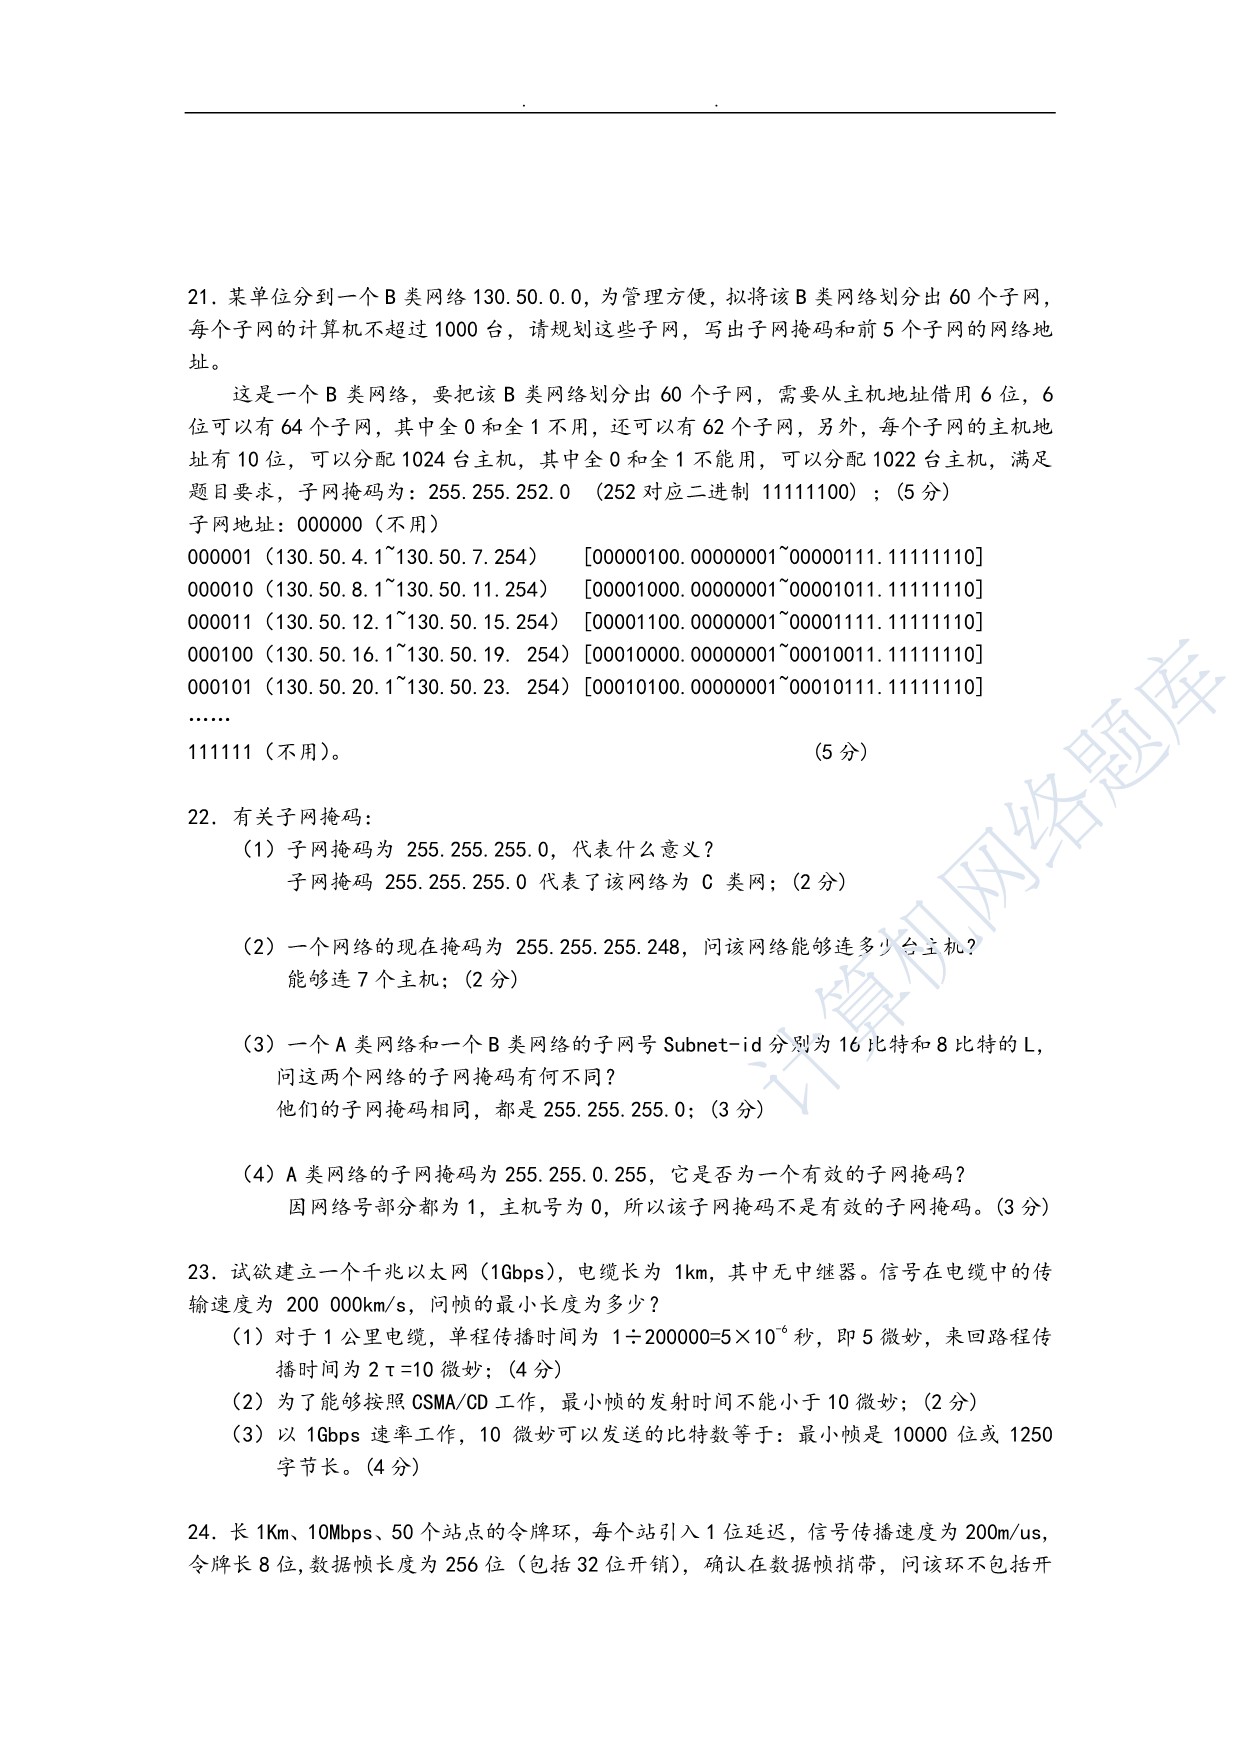 21．某单位分到一个 B 类网络 130.50.0.0，为管理方便，拟将该 B 类网络划分出 60 个子网，
每个子网的计算机不超过 1000 台，请规划这些子网，写出子网掩码和前 5 个子网的网络地
址。
这是一个 B 类网络，要把该 B 类网络划分出 60 个子网，需要从主机地址借用 6 位，6
位可以有 64 个子网，其中全 0 和全 1 不用，还可以有 62 个子网，另外，每个子网的主机地
址有 10 位，可以分配 1024 台主机，其中全 0 和全 1 不能用，可以分配 1022 台主机，满足
题目要求，子网掩码为：255.255.252.0 （252 对应二进制 11111100）；（5 分）
子网地址：000000（不用）
000001（130.50.4.1~130.50.7.254） [00000100.00000001~00000111.11111110]
000010（130.50.8.1~130.50.11.254） [00001000.00000001~00001011.11111110]
000011（130.50.12.1~130.50.15.254） [00001100.00000001~00001111.11111110]
000100（130.50.16.1~130.50.19. 254）[00010000.00000001~00010011.11111110]
000101（130.50.20.1~130.50.23. 254）[00010100.00000001~00010111.11111110]
……
111111（不用）。 （5 分）
22．有关子网掩码：
（1）子网掩码为 255.255.255.0，代表什么意义？
子网掩码 255.255.255.0 代表了该网络为 C 类网；（2 分）
（2）一个网络的现在掩码为 255.255.255.248，问该网络能够连多少台主机？
能够连 7 个主机；（2 分）
（3）一个 A 类网络和一个 B 类网络的子网号 Subnet-id 分别为 16 比特和 8 比特的 L，
问这两个网络的子网掩码有何不同？
他们的子网掩码相同，都是 255.255.255.0；（3 分）
（4）A 类网络的子网掩码为 255.255.0.255，它是否为一个有效的子网掩码？
因网络号部分都为 1，主机号为 0，所以该子网掩码不是有效的子网掩码。（3 分）
23．试欲建立一个千兆以太网（1Gbps），电缆长为 1km，其中无中继器。信号在电缆中的传
输速度为 200 000km/s，问帧的最小长度为多少？
（1）对于 1 公里电缆，单程传播时间为 1÷200000=5×10⁻⁶ 秒，即 5 微妙，来回路程传
播时间为 2τ=10 微妙；（4 分）
（2）为了能够按照 CSMA/CD 工作，最小帧的发射时间不能小于 10 微妙；（2 分）
（3）以 1Gbps 速率工作，10 微妙可以发送的比特数等于：最小帧是 10000 位或 1250
字节长。（4 分）
24．长 1Km、10Mbps、50 个站点的令牌环，每个站引入 1 位延迟，信号传播速度为 200m/us，
令牌长 8 位，数据帧长度为 256 位（包括 32 位开销），确认在数据帧捎带，问该环不包括开
计算机网络题库